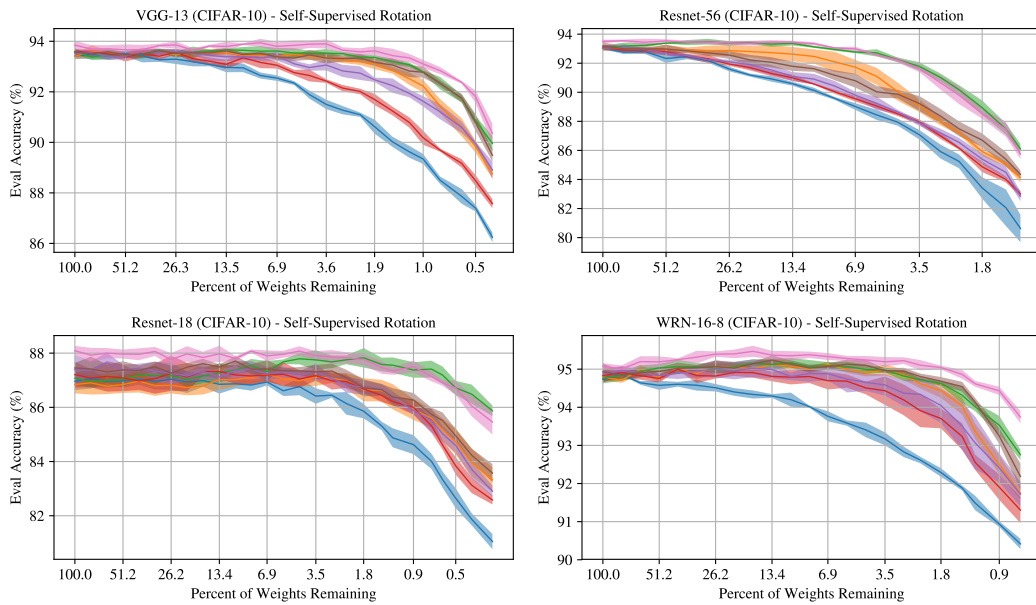 VGG-13 (CIFAR-10) - Self-Supervised Rotation
Eval Accuracy (%)
94
92
90
88
86
100.0 51.2 26.3 13.5 6.9 3.6 1.9 1.0 0.5
Percent of Weights Remaining
Resnet-56 (CIFAR-10) - Self-Supervised Rotation
Eval Accuracy (%)
94
92
90
88
86
84
82
80
100.0 51.2 26.2 13.4 6.9 3.5 1.8
Percent of Weights Remaining
Resnet-18 (CIFAR-10) - Self-Supervised Rotation
Eval Accuracy (%)
88
86
84
82
100.0 51.2 26.2 13.4 6.9 3.5 1.8 0.9 0.5
Percent of Weights Remaining
WRN-16-8 (CIFAR-10) - Self-Supervised Rotation
Eval Accuracy (%)
95
94
93
92
91
90
100.0 51.2 26.2 13.4 6.9 3.5 1.8 0.9
Percent of Weights Remaining